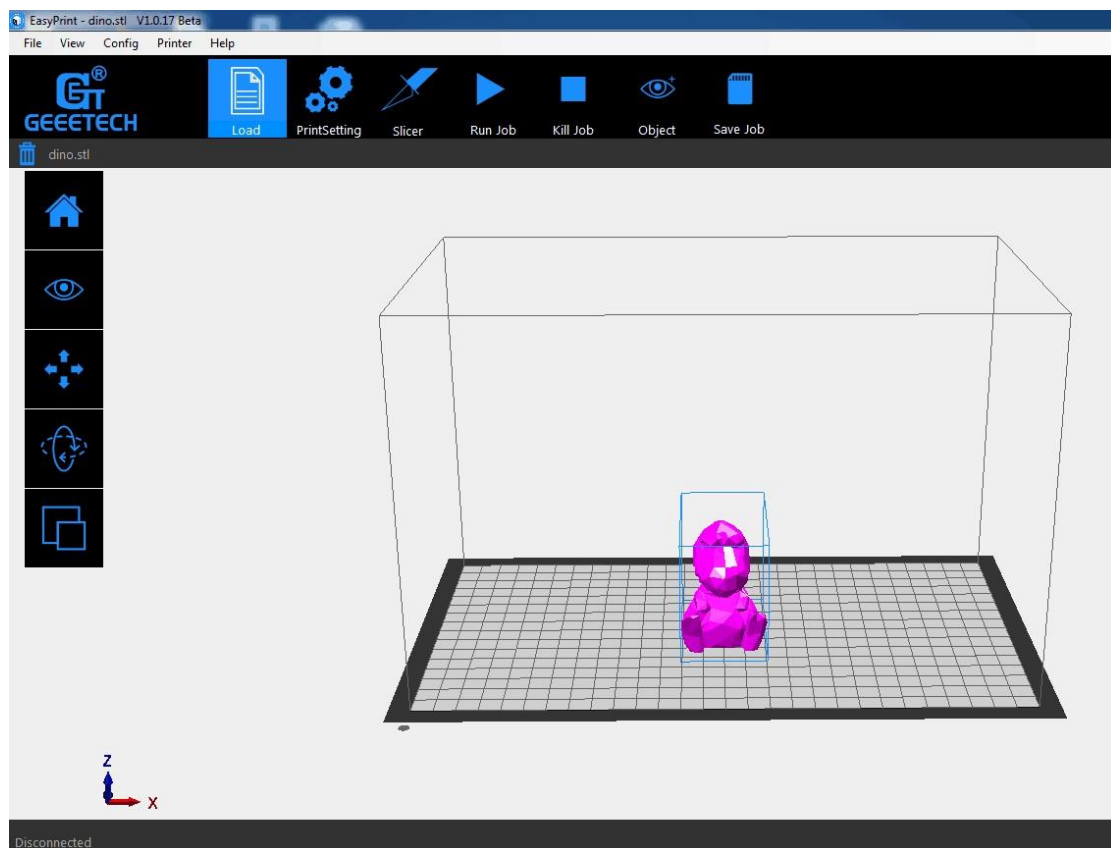 EasyPrint - dino.stl   V1.0.17 Beta
File   View   Config   Printer   Help
GEEETECH ®
Load   PrintSetting   Slicer   Run Job   Kill Job   Object   Save Job
dino.stl
Z
X
Disconnected